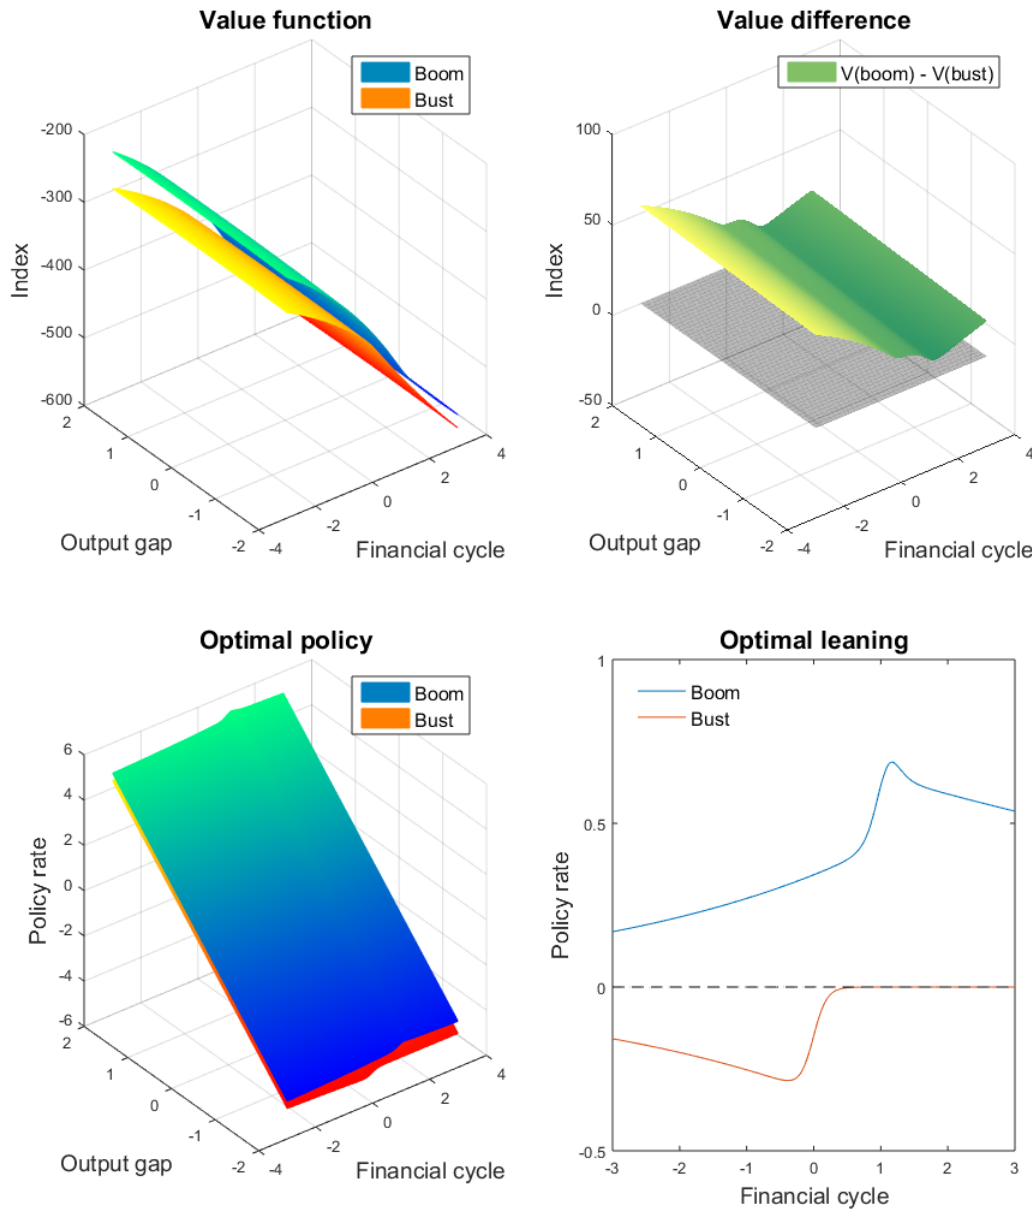 Value function
Boom
Bust
-200
-300
-400
-500
-600
Index
2
1
0
-1
-2
Output gap
-4
-2
0
2
4
Financial cycle
Value difference
V(boom) - V(bust)
100
50
0
-50
Index
2
1
0
-1
-2
Output gap
-4
-2
0
2
4
Financial cycle
Optimal policy
Boom
Bust
6
4
2
0
-2
-4
-6
Policy rate
2
1
0
-1
-2
Output gap
-4
-2
0
2
4
Financial cycle
Optimal leaning
Boom
Bust
1
0.5
0
-0.5
Policy rate
-3
-2
-1
0
1
2
3
Financial cycle